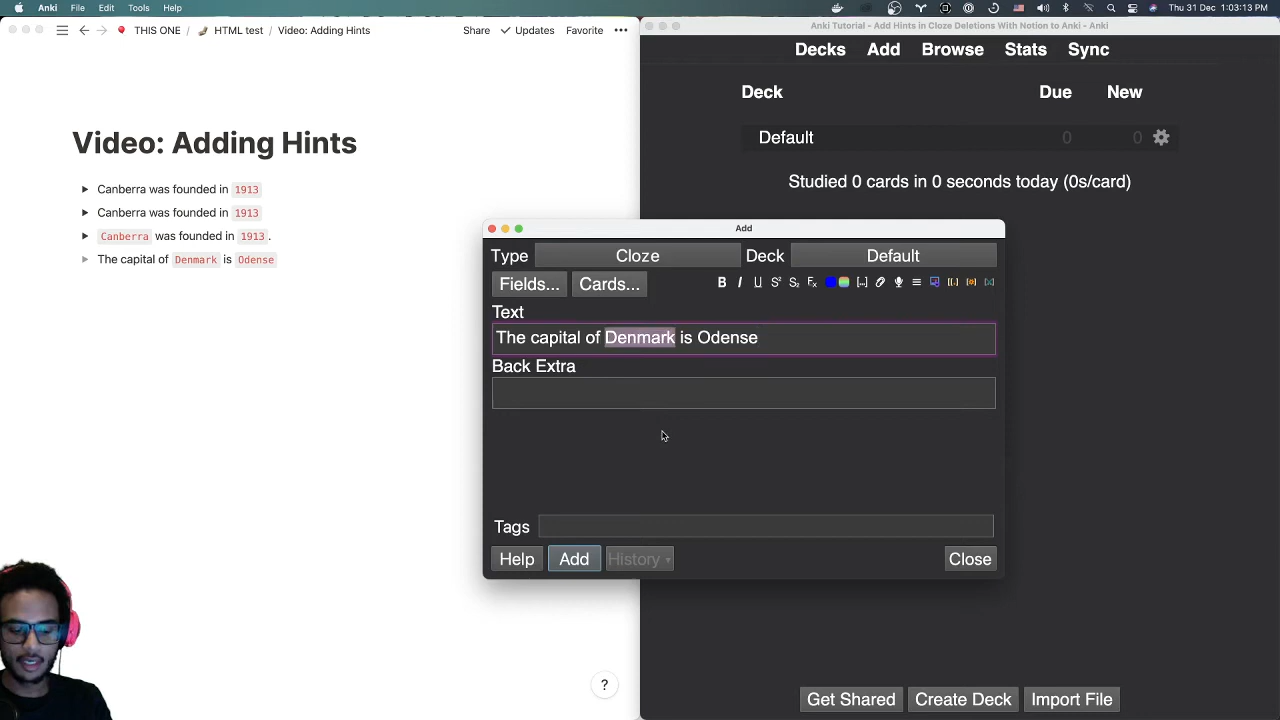 File Edit Tools Help
Thu 31 Dec 1:03:13 PM
THIS ONE / HTML test / Video: Adding Hints
Share Updates Favorite •••
Video: Adding Hints
Canberra was founded in 1913
Canberra was founded in 1913
Canberra was founded in 1913.
The capital of Denmark is Odense
?
Anki Tutorial - Add Hints in Cloze Deletions With Notion to Anki - Anki
Decks Add Browse Stats Sync
Deck Due New
Default 0 0
Studied 0 cards in 0 seconds today (0s/card)
Add
Type Cloze Deck Default
Fields... Cards... B I U S² S₂ Fx [...]
Text
The capital of Denmark is Odense
Back Extra
Tags
Help Add History Close
Get Shared Create Deck Import File